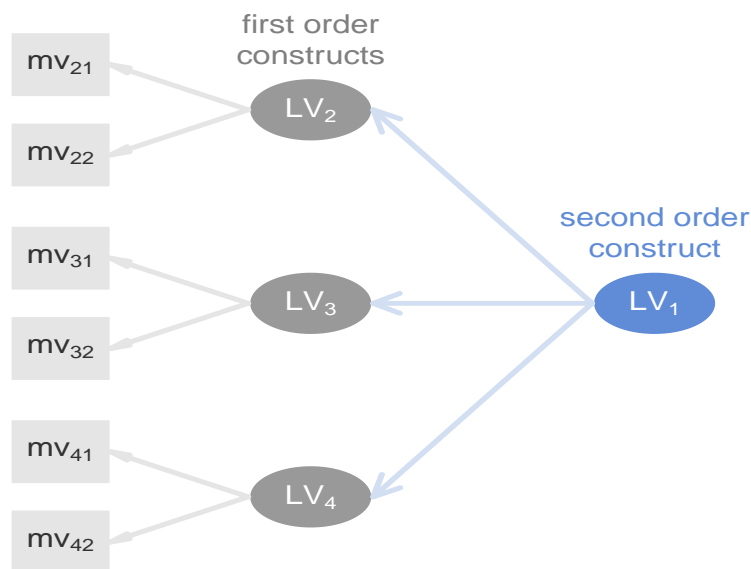 first order
constructs
mv₂₁
LV₂
mv₂₂
second order
construct
mv₃₁
LV₃
LV₁
mv₃₂
mv₄₁
LV₄
mv₄₂